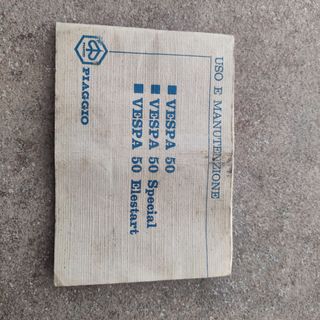 USO E MANUTENZIONE
■ VESPA 50
■ VESPA 50 Special
■ VESPA 50 Elestart
PIAGGIO